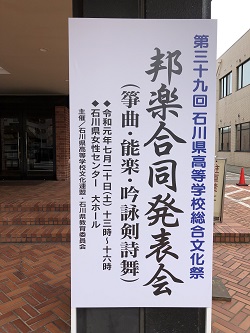 第三十九回 石川県高等学校総合文化祭
邦楽合同発表会
(箏曲・能楽・吟詠剣詩舞)
◆令和元年七月二十日(土) 十三時~十六時
◆石川県女性センター 大ホール
主催/石川県高等学校文化連盟・石川県教育委員会